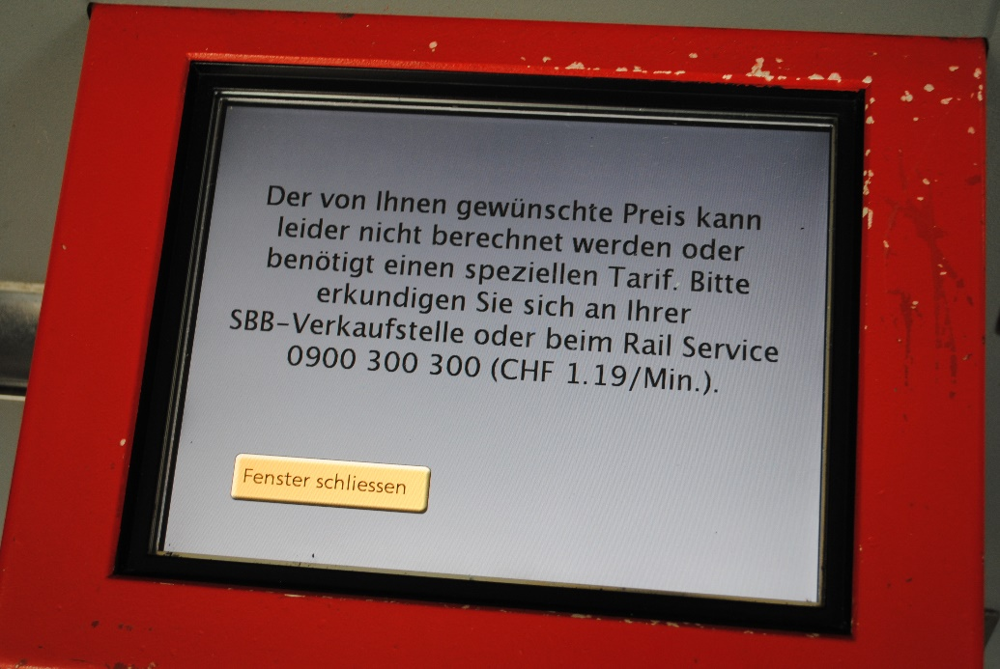 Der von Ihnen gewünschte Preis kann
leider nicht berechnet werden oder
benötigt einen speziellen Tarif. Bitte
erkundigen Sie sich an Ihrer
SBB-Verkaufstelle oder beim Rail Service
0900 300 300 (CHF 1.19/Min.).
Fenster schliessen